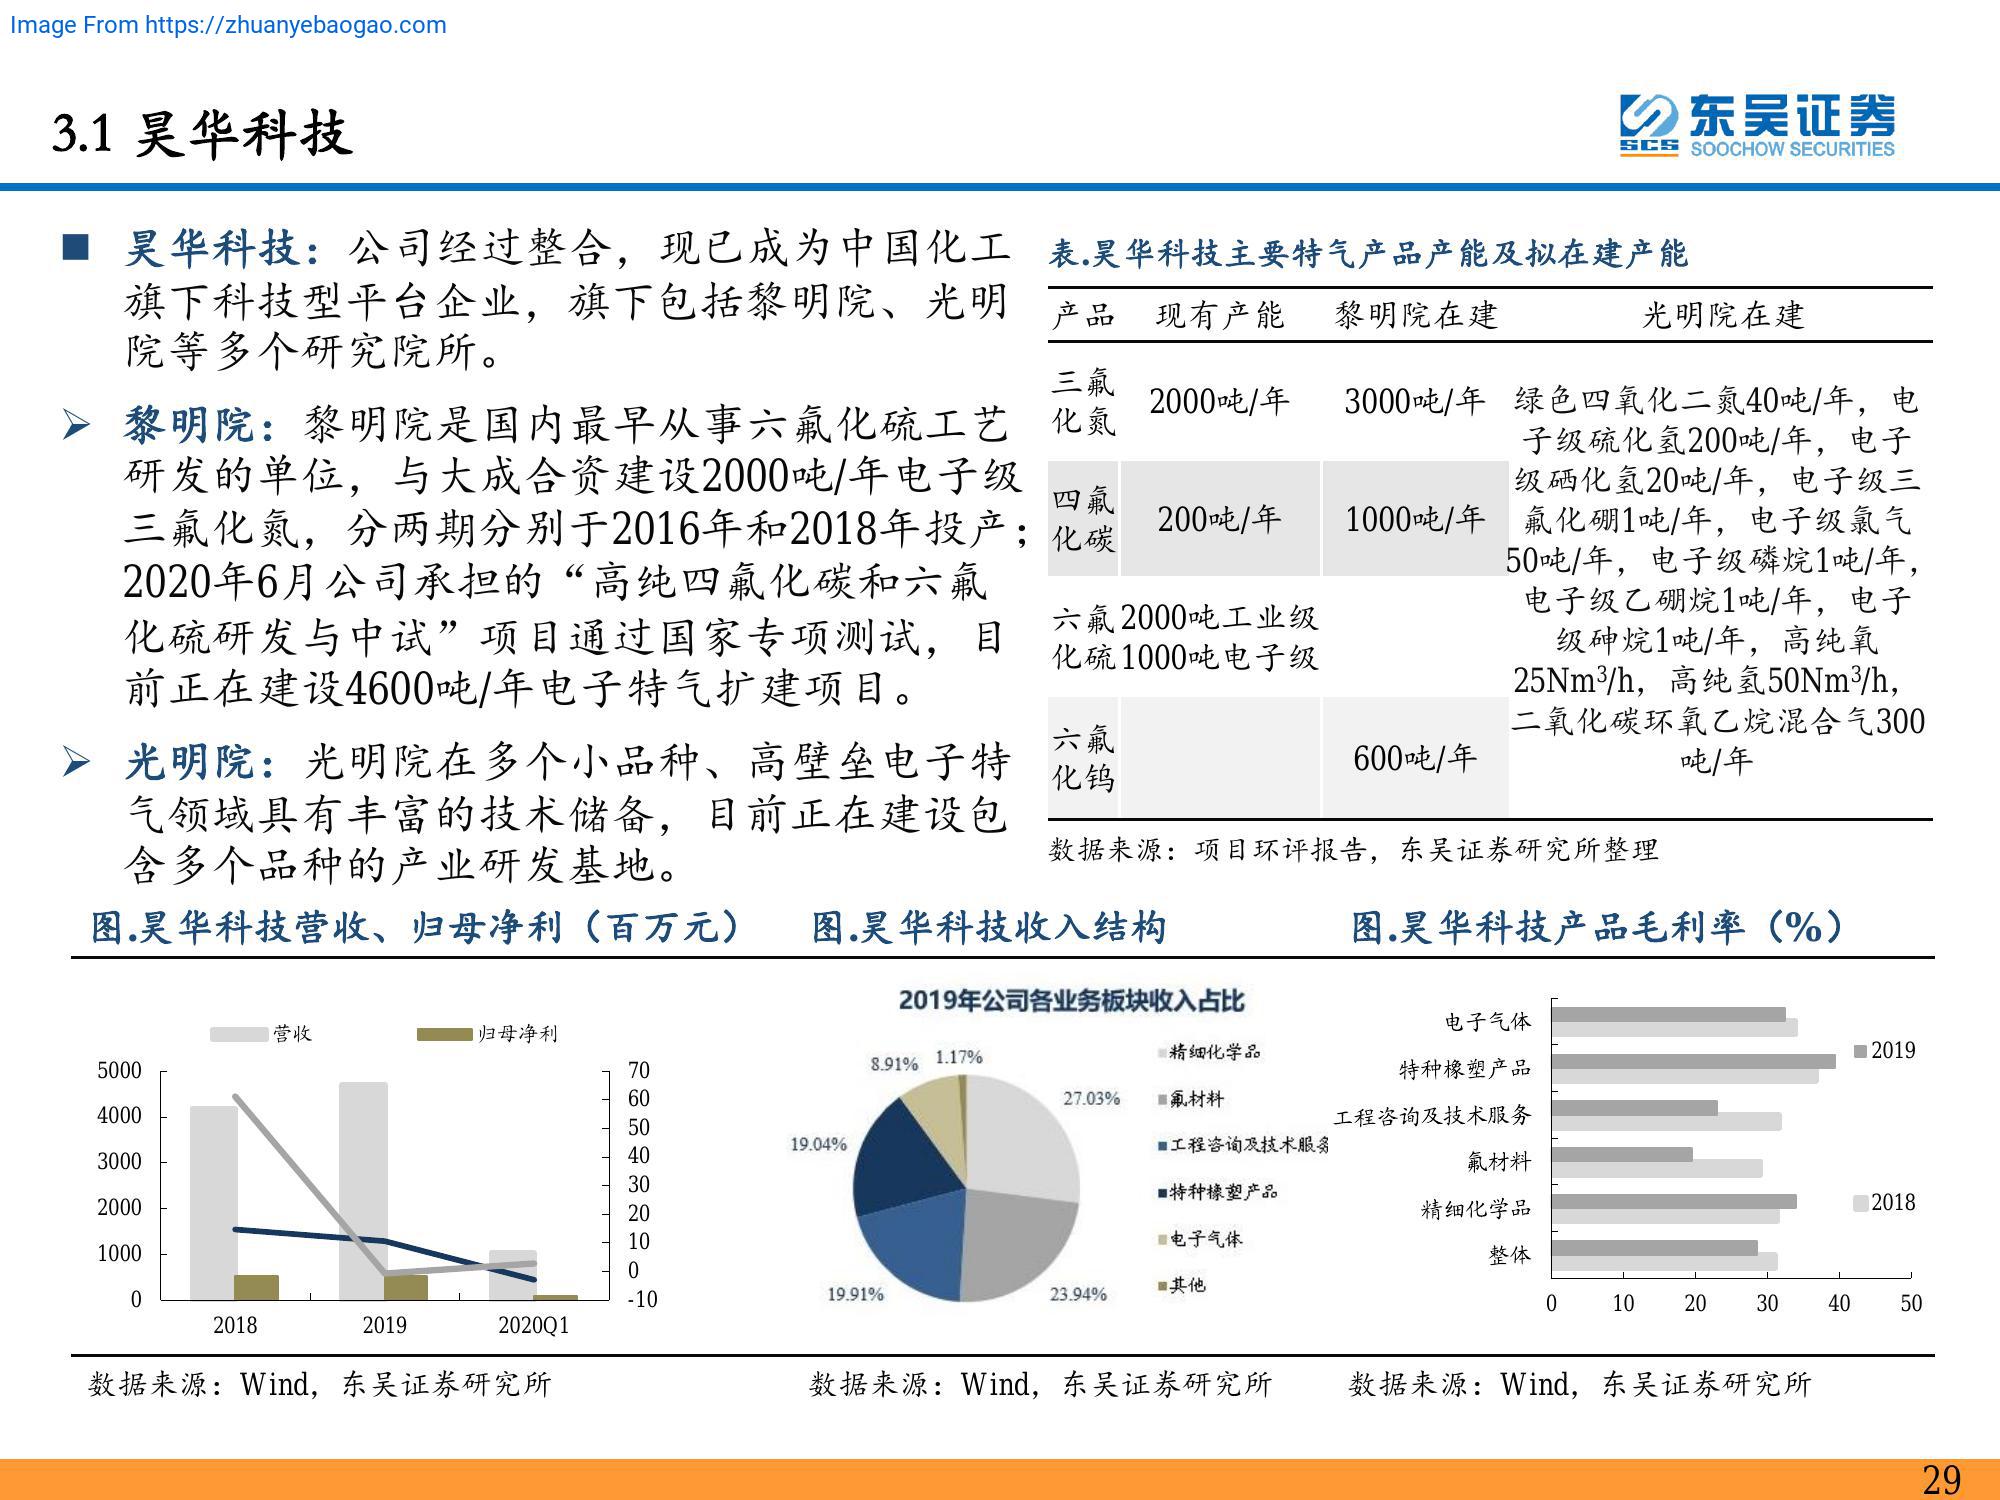 Image From https://zhuanyebaogao.com
3.1 昊华科技
东吴证券
SCS
SOOCHOW SECURITIES
昊华科技：公司经过整合，现已成为中国化工
旗下科技型平台企业，旗下包括黎明院、光明
院等多个研究院所。
黎明院：黎明院是国内最早从事六氟化硫工艺
研发的单位，与大成合资建设2000吨/年电子级
三氟化氮，分两期分别于2016年和2018年投产；
2020年6月公司承担的“高纯四氟化碳和六氟
化硫研发与中试”项目通过国家专项测试，目
前正在建设4600吨/年电子特气扩建项目。
光明院：光明院在多个小品种、高壁垒电子特
气领域具有丰富的技术储备，目前正在建设包
含多个品种的产业研发基地。
表.昊华科技主要特气产品产能及拟在建产能
产品 现有产能 黎明院在建 光明院在建
三氟
化氮
2000吨/年
3000吨/年
四氟
化碳
200吨/年
1000吨/年
六氟
化硫
2000吨工业级
1000吨电子级
六氟
化钨
600吨/年
绿色四氧化二氮40吨/年，电
子级硫化氢200吨/年，电子
级硒化氢20吨/年，电子级三
氟化硼1吨/年，电子级氯气
50吨/年，电子级磷烷1吨/年，
电子级乙硼烷1吨/年，电子
级砷烷1吨/年，高纯氧
25Nm³/h，高纯氢50Nm³/h，
二氧化碳环氧乙烷混合气300
吨/年
数据来源：项目环评报告，东吴证券研究所整理
图.昊华科技营收、归母净利（百万元）
营收 归母净利
5000
4000
3000
2000
1000
0
70
60
50
40
30
20
10
0
-10
2018 2019 2020Q1
数据来源：Wind，东吴证券研究所
图.昊华科技收入结构
2019年公司各业务板块收入占比
8.91%
1.17%
27.03%
19.04%
19.91%
23.94%
精细化学品
氟材料
工程咨询及技术服务
特种橡塑产品
电子气体
其他
数据来源：Wind，东吴证券研究所
图.昊华科技产品毛利率（%）
电子气体
特种橡塑产品
工程咨询及技术服务
氟材料
精细化学品
整体
2019
2018
0 10 20 30 40 50
数据来源：Wind，东吴证券研究所
29